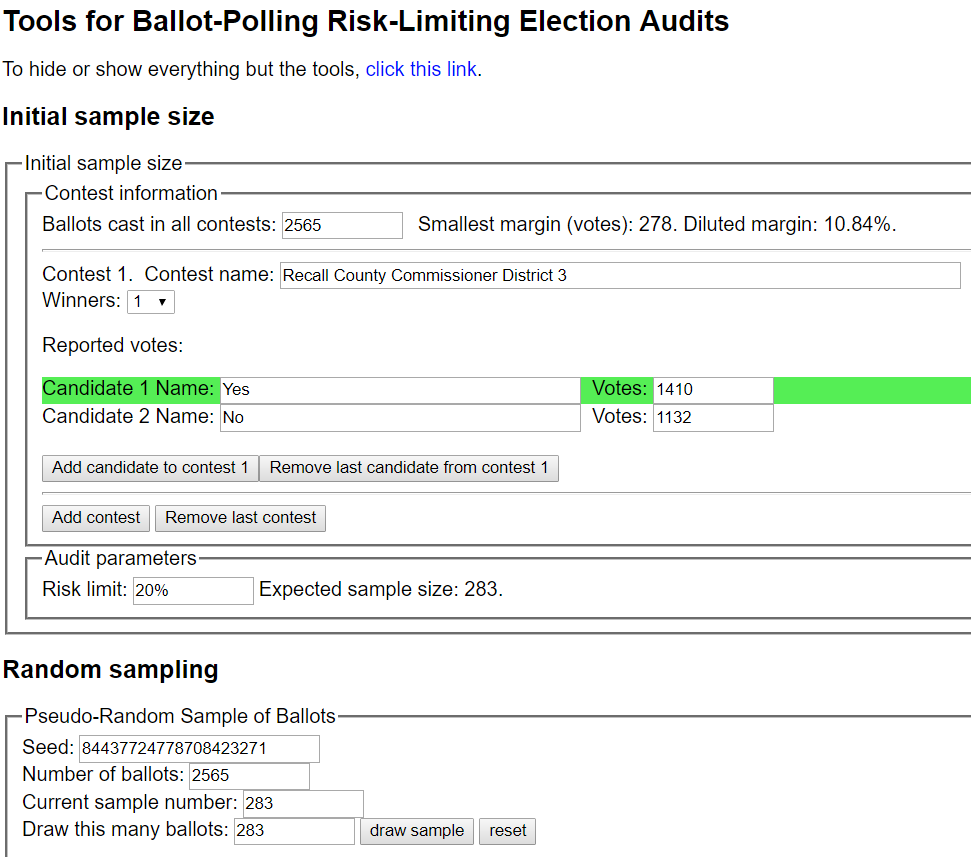 Tools for Ballot-Polling Risk-Limiting Election Audits
To hide or show everything but the tools, click this link.
Initial sample size
Initial sample size
Contest information
Ballots cast in all contests: 2565 Smallest margin (votes): 278. Diluted margin: 10.84%.
Contest 1. Contest name: Recall County Commissioner District 3
Winners: 1
Reported votes:
Candidate 1 Name: Yes Votes: 1410
Candidate 2 Name: No Votes: 1132
Add candidate to contest 1 Remove last candidate from contest 1
Add contest Remove last contest
Audit parameters
Risk limit: 20% Expected sample size: 283.
Random sampling
Pseudo-Random Sample of Ballots
Seed: 84437724778708423271
Number of ballots: 2565
Current sample number: 283
Draw this many ballots: 283 draw sample reset